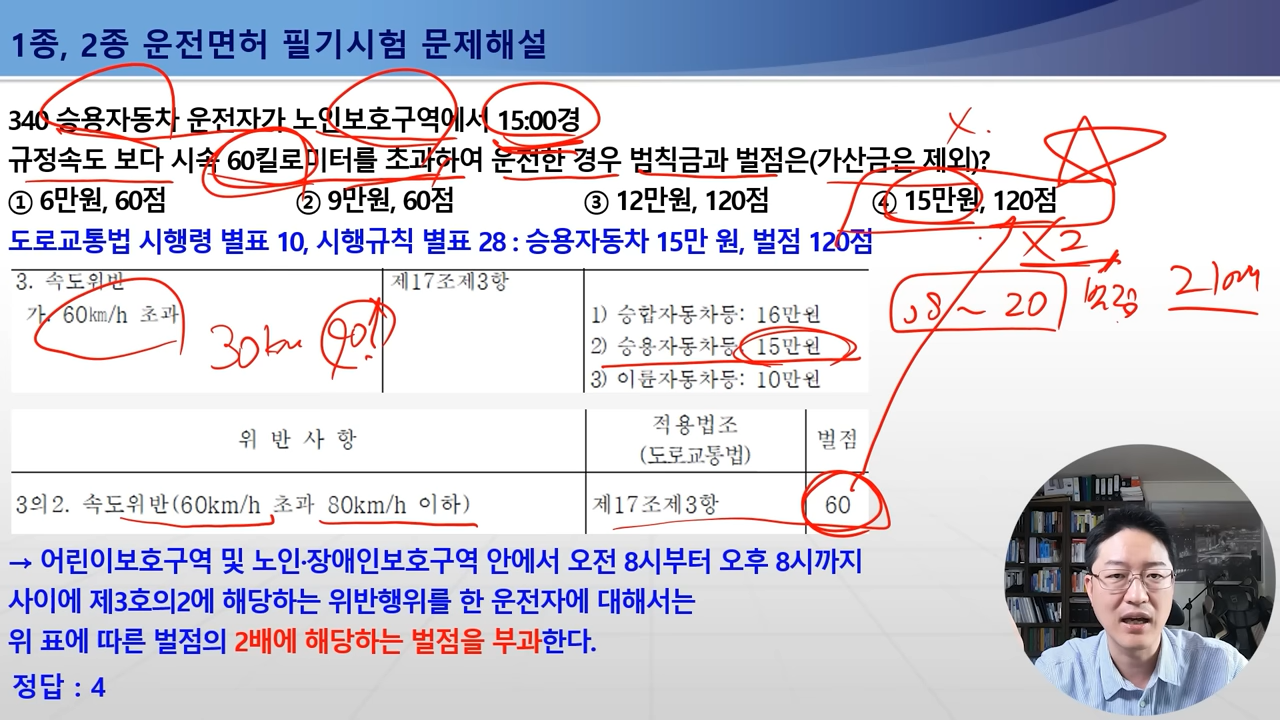 1종, 2종 운전면허 필기시험 문제해설
340 승용자동차 운전자가 노인보호구역에서 15:00경
규정속도 보다 시속 60킬로미터를 초과하여 운전한 경우 범칙금과 벌점은(가산금은 제외)?
① 6만원, 60점 ② 9만원, 60점 ③ 12만원, 120점 ④ 15만원, 120점
도로교통법 시행령 별표 10, 시행규칙 별표 28 : 승용자동차 15만 원, 벌점 120점
X 2
3. 속도위반 제17조제3항
가. 60㎞/h 초과
1) 승합자동차등: 16만원
2) 승용자동차등: 15만원
3) 이륜자동차등: 10만원
30km 90
08 ~ 20 벌점 21
위 반 사 항 적용법조 벌점
(도로교통법)
3의2. 속도위반(60km/h 초과 80km/h 이하) 제17조제3항 60
→ 어린이보호구역 및 노인·장애인보호구역 안에서 오전 8시부터 오후 8시까지
사이에 제3호의2에 해당하는 위반행위를 한 운전자에 대해서는
위 표에 따른 벌점의 2배에 해당하는 벌점을 부과한다.
정답 : 4